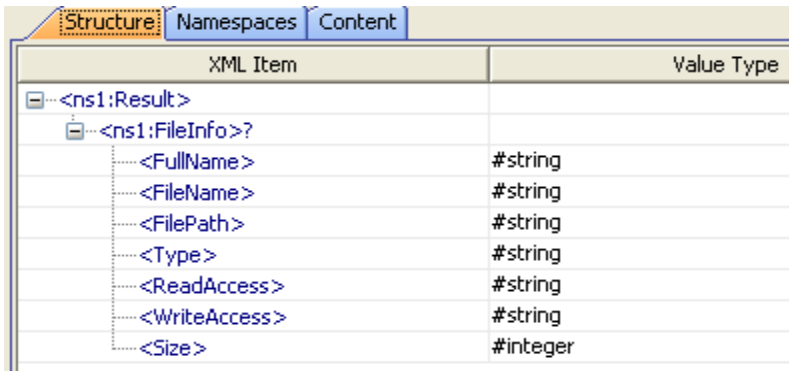 Structure Namespaces Content
XML Item Value Type
<ns1:Result>
<ns1:FileInfo>?
<FullName> #string
<FileName> #string
<FilePath> #string
<Type> #string
<ReadAccess> #string
<WriteAccess> #string
<Size> #integer